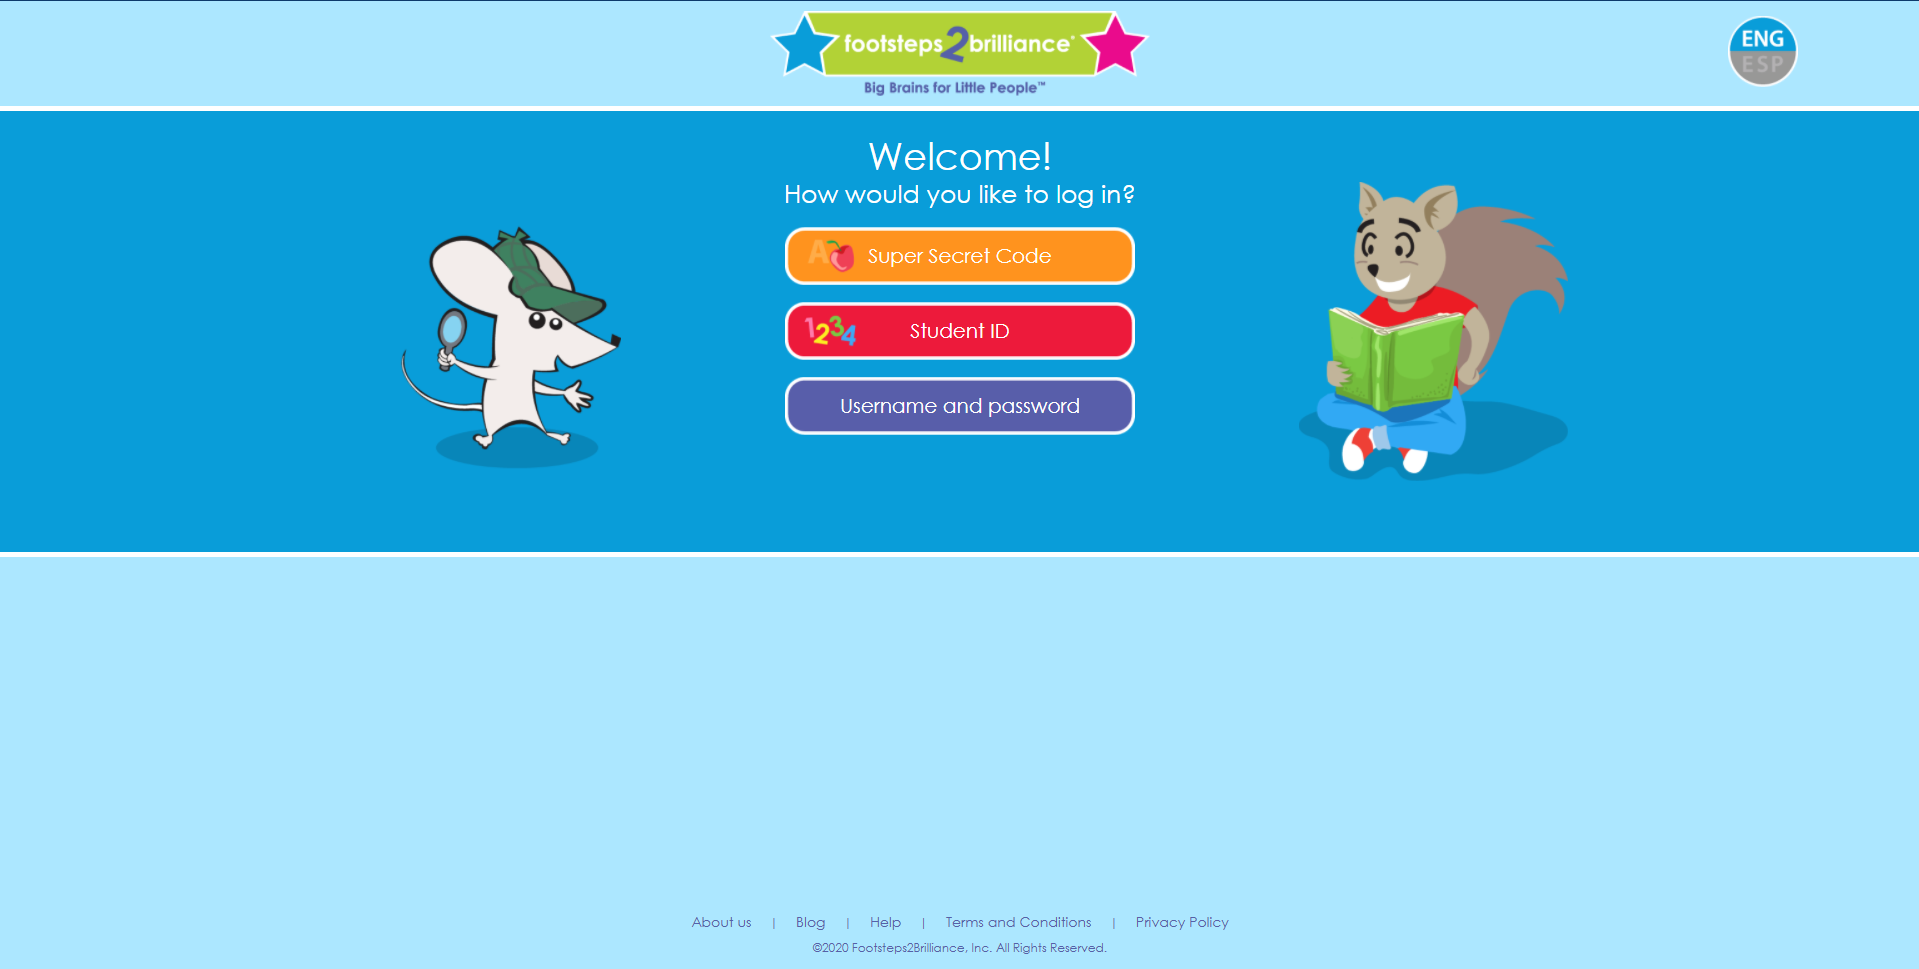 footsteps2brilliance®
Big Brains for Little People™
ENG
ESP
Welcome!
How would you like to log in?
A Super Secret Code
1234 Student ID
Username and password
About us | Blog | Help | Terms and Conditions | Privacy Policy
©2020 Footsteps2Brilliance, Inc. All Rights Reserved.